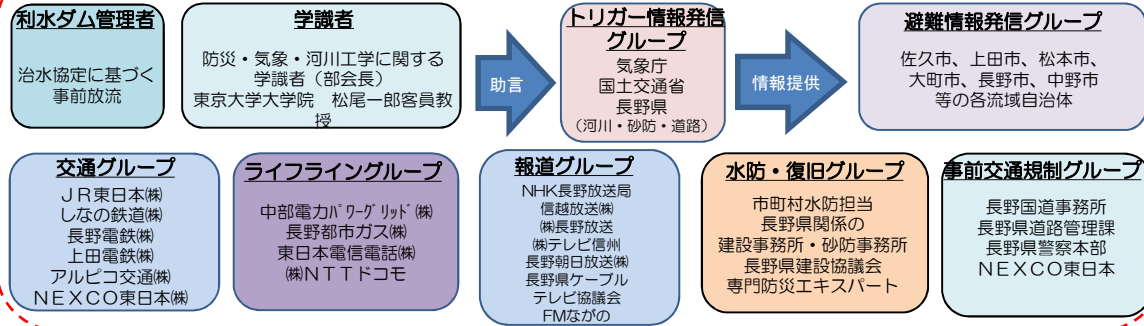 利水ダム管理者
治水協定に基づく
事前放流
学識者
防災・気象・河川工学に関する
学識者（部会長）
東京大学大学院　松尾一郎客員教
授
助言
トリガー情報発信
グループ
気象庁
国土交通省
長野県
（河川・砂防・道路）
情報提供
避難情報発信グループ
佐久市、上田市、松本市、
大町市、長野市、中野市
等の各流域自治体
交通グループ
ＪＲ東日本㈱
しなの鉄道㈱
長野電鉄㈱
上田電鉄㈱
アルピコ交通㈱
ＮＥＸＣＯ東日本㈱
ライフライングループ
中部電力ﾊﾟﾜｰｸﾞﾘｯﾄﾞ㈱
長野都市ガス㈱
東日本電信電話㈱
㈱ＮＴＴドコモ
報道グループ
NHK長野放送局
信越放送㈱
㈱長野放送
㈱テレビ信州
長野朝日放送㈱
長野県ケーブル
テレビ協議会
FMながの
水防・復旧グループ
市町村水防担当
長野県関係の
建設事務所・砂防事務所
長野県建設協議会
専門防災エキスパート
事前交通規制グループ
長野国道事務所
長野県道路管理課
長野県警察本部
ＮＥＸＣＯ東日本